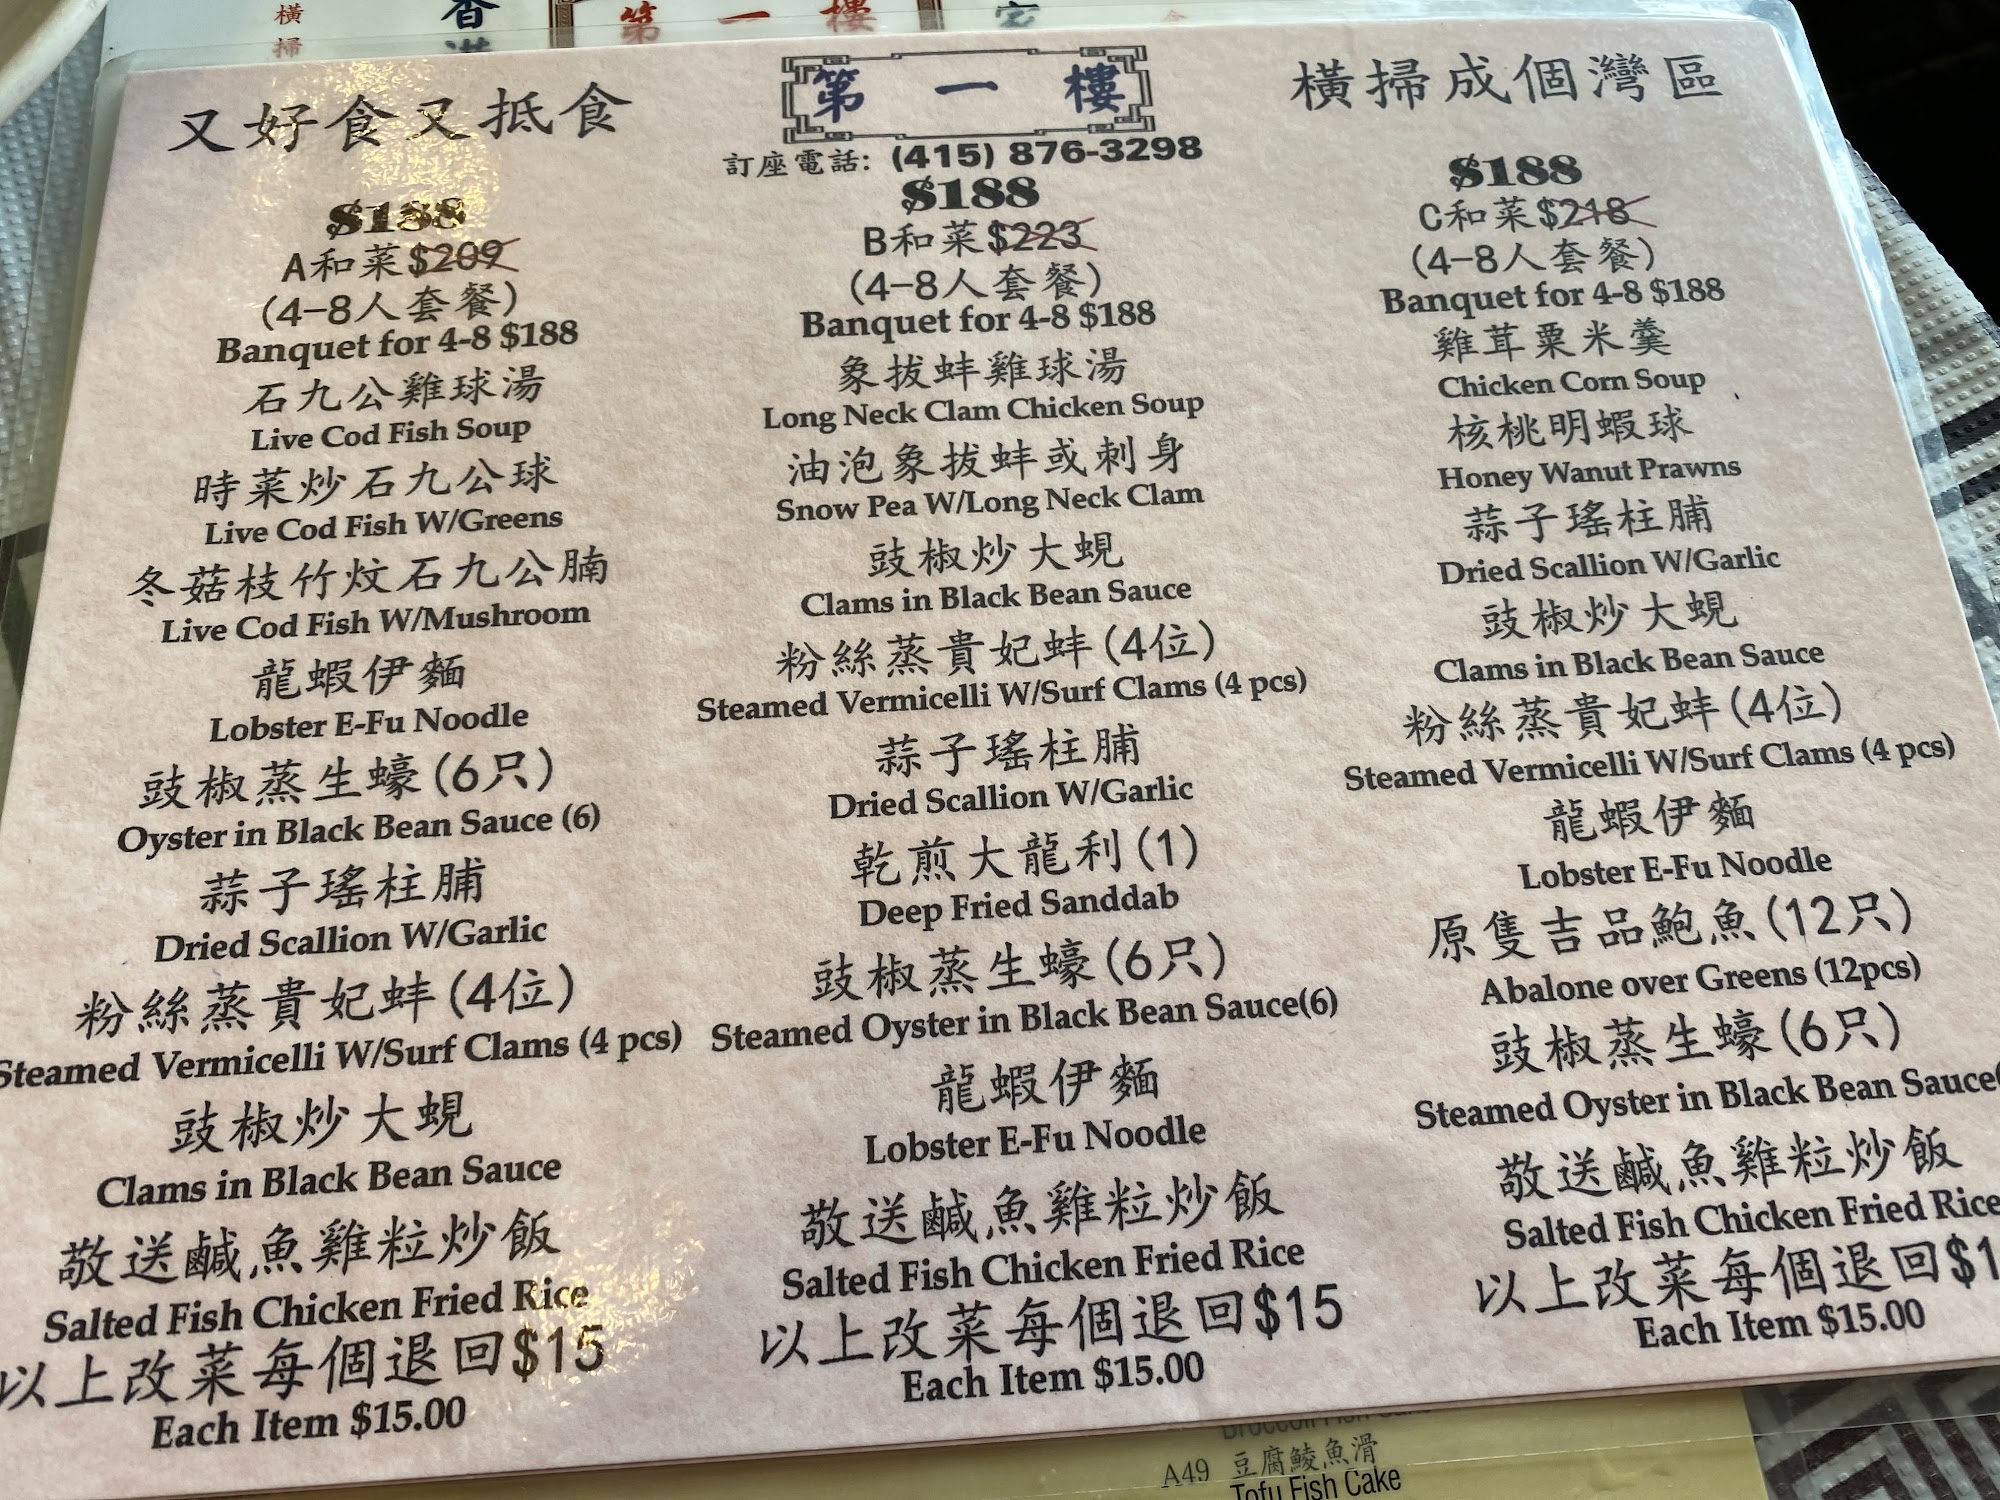 橫掃
香港
第一樓
又好食又抵食
第一樓
橫掃成個灣區
訂座電話: (415) 876-3298
$188
A和菜$209
(4-8人套餐)
Banquet for 4-8 $188
石九公雞球湯
Live Cod Fish Soup
時菜炒石九公球
Live Cod Fish W/Greens
冬菇枝竹炆石九公腩
Live Cod Fish W/Mushroom
龍蝦伊麵
Lobster E-Fu Noodle
豉椒蒸生蠔(6只)
Oyster in Black Bean Sauce (6)
蒜子瑤柱脯
Dried Scallion W/Garlic
粉絲蒸貴妃蚌(4位)
Steamed Vermicelli W/Surf Clams (4 pcs)
豉椒炒大蜆
Clams in Black Bean Sauce
敬送鹹魚雞粒炒飯
Salted Fish Chicken Fried Rice
以上改菜每個退回$15
Each Item $15.00
$188
B和菜$223
(4-8人套餐)
Banquet for 4-8 $188
象拔蚌雞球湯
Long Neck Clam Chicken Soup
油泡象拔蚌或刺身
Snow Pea W/Long Neck Clam
豉椒炒大蜆
Clams in Black Bean Sauce
粉絲蒸貴妃蚌(4位)
Steamed Vermicelli W/Surf Clams (4 pcs)
蒜子瑤柱脯
Dried Scallion W/Garlic
乾煎大龍利(1)
Deep Fried Sanddab
豉椒蒸生蠔(6只)
Steamed Oyster in Black Bean Sauce(6)
龍蝦伊麵
Lobster E-Fu Noodle
敬送鹹魚雞粒炒飯
Salted Fish Chicken Fried Rice
以上改菜每個退回$15
Each Item $15.00
$188
C和菜$218
(4-8人套餐)
Banquet for 4-8 $188
雞茸粟米羹
Chicken Corn Soup
核桃明蝦球
Honey Wanut Prawns
蒜子瑤柱脯
Dried Scallion W/Garlic
豉椒炒大蜆
Clams in Black Bean Sauce
粉絲蒸貴妃蚌(4位)
Steamed Vermicelli W/Surf Clams (4 pcs)
龍蝦伊麵
Lobster E-Fu Noodle
原隻吉品鮑魚(12只)
Abalone over Greens (12pcs)
豉椒蒸生蠔(6只)
Steamed Oyster in Black Bean Sauce(
敬送鹹魚雞粒炒飯
Salted Fish Chicken Fried Rice
以上改菜每個退回$1
Each Item $15.00
A49 豆腐鯪魚滑
Tofu Fish Cake